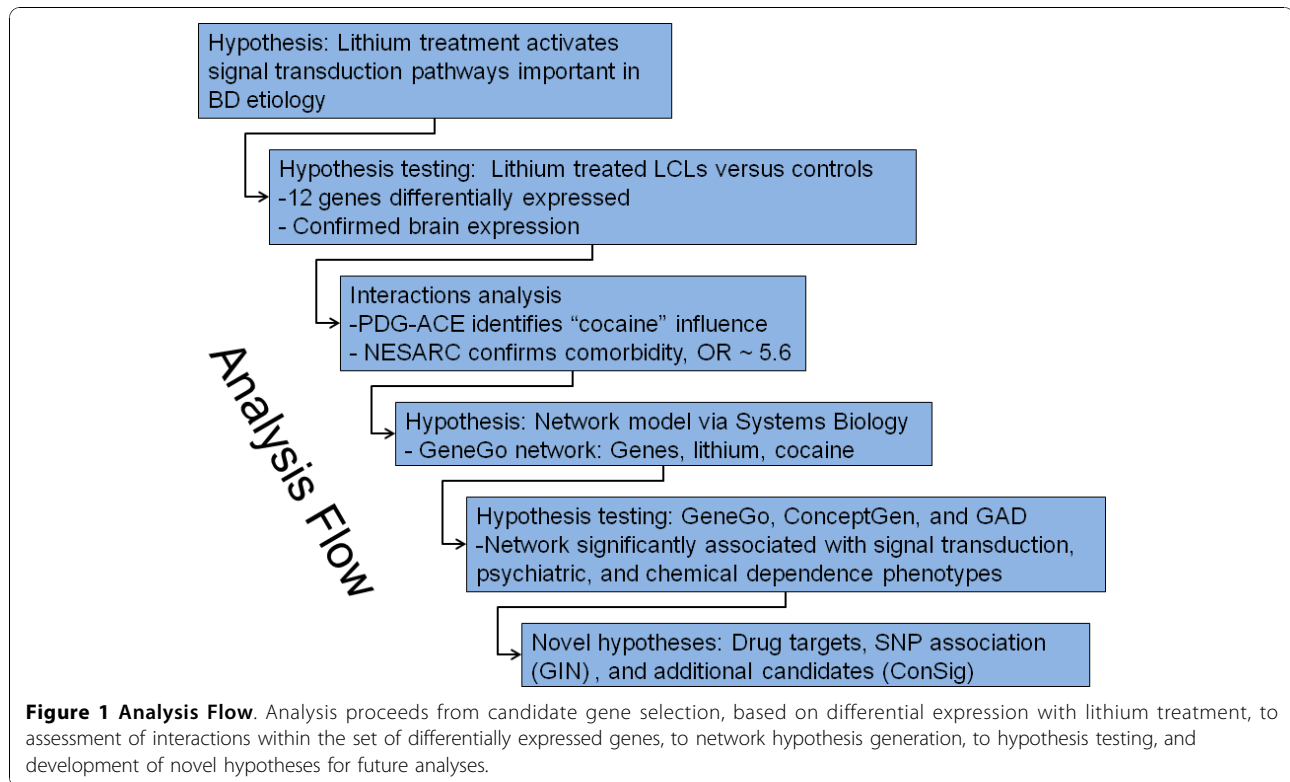 Hypothesis: Lithium treatment activates
signal transduction pathways important in
BD etiology
Hypothesis testing: Lithium treated LCLs versus controls
-12 genes differentially expressed
- Confirmed brain expression
Interactions analysis
-PDG-ACE identifies “cocaine” influence
- NESARC confirms comorbidity, OR ~ 5.6
Hypothesis: Network model via Systems Biology
- GeneGo network: Genes, lithium, cocaine
Hypothesis testing: GeneGo, ConceptGen, and GAD
-Network significantly associated with signal transduction,
psychiatric, and chemical dependence phenotypes
Novel hypotheses: Drug targets, SNP association
(GIN) , and additional candidates (ConSig)
Analysis Flow
Figure 1 Analysis Flow. Analysis proceeds from candidate gene selection, based on differential expression with lithium treatment, to
assessment of interactions within the set of differentially expressed genes, to network hypothesis generation, to hypothesis testing, and
development of novel hypotheses for future analyses.